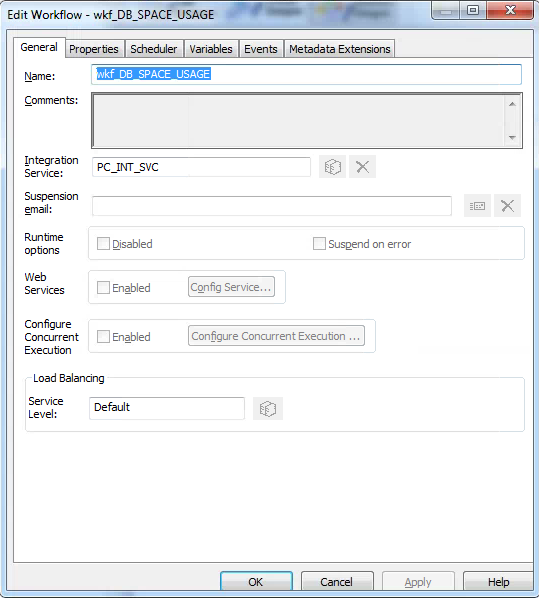 Edit Workflow - wkf_DB_SPACE_USAGE
General Properties Scheduler Variables Events Metadata Extensions
Name: wkf_DB_SPACE_USAGE
Comments:
Integration Service: PC_INT_SVC
Suspension email:
Runtime options Disabled Suspend on error
Web Services Enabled Config Service...
Configure Concurrent Execution Enabled Configure Concurrent Execution ...
Load Balancing
Service Level: Default
OK Cancel Apply Help